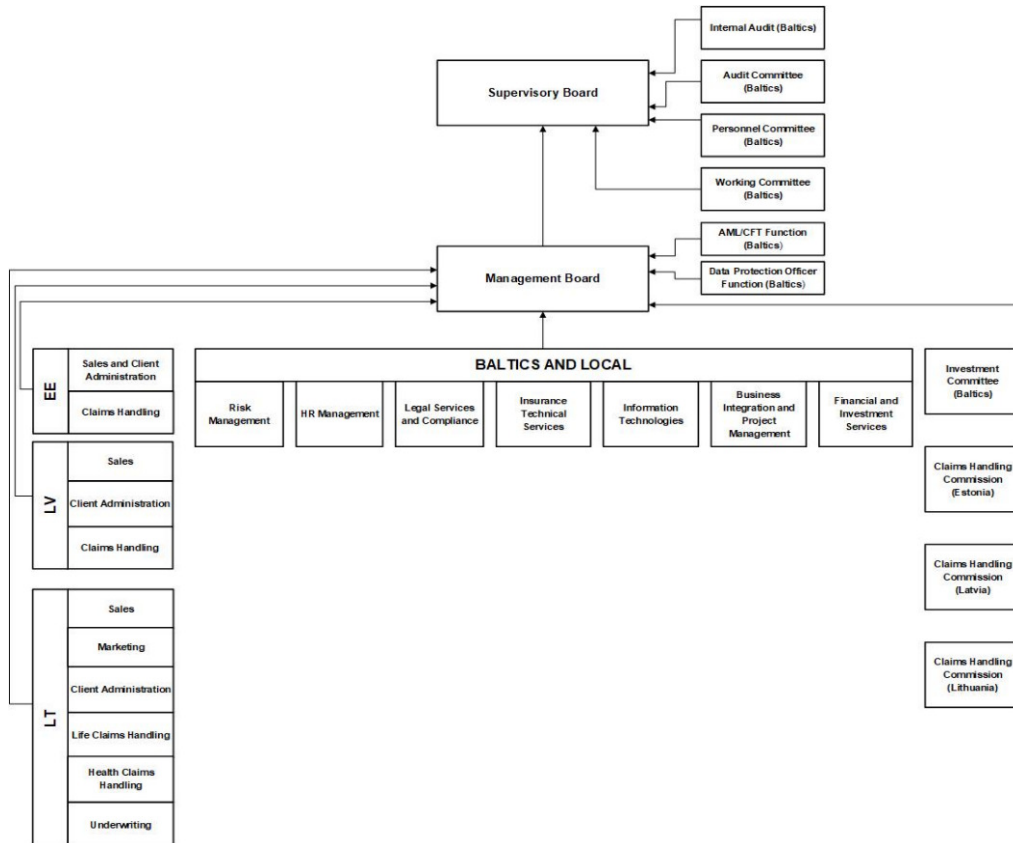 Internal Audit (Baltics)
Supervisory Board
Audit Committee
(Baltics)
Personnel Committee
(Baltics)
Working Committee
(Baltics)
AML/CFT Function
(Baltics)
Management Board
Data Protection Officer
Function (Baltics)
EE
Sales and Client
Administration
Claims Handling
LV
Sales
Client Administration
Claims Handling
LT
Sales
Marketing
Client Administration
Life Claims Handling
Health Claims
Handling
Underwriting
BALTICS AND LOCAL
Risk
Management
HR Management
Legal Services
and Compliance
Insurance
Technical
Services
Information
Technologies
Business
Integration and
Project
Management
Financial and
Investment
Services
Investment
Committee
(Baltics)
Claims Handling
Commission
(Estonia)
Claims Handling
Commission
(Latvia)
Claims Handling
Commission
(Lithuania)